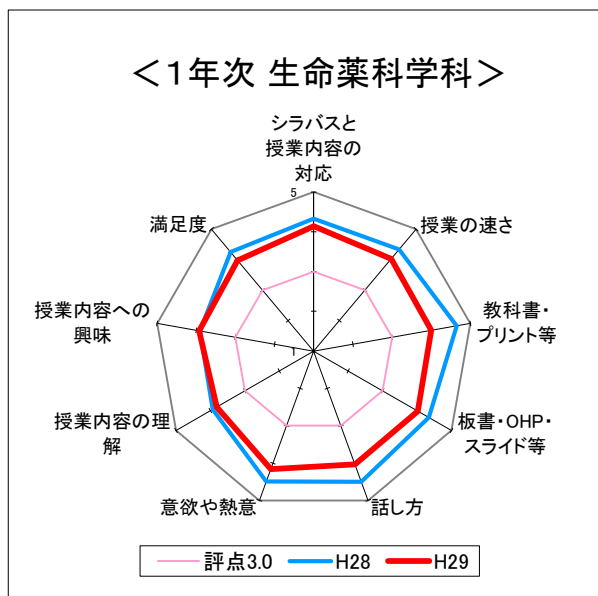 ＜1年次 生命薬科学科＞
シラバスと
授業内容の
対応
5
満足度
授業の速さ
授業内容への
興味
教科書・
プリント等
1
授業内容の理
解
板書・OHP・
スライド等
意欲や熱意
話し方
評点3.0
H28
H29